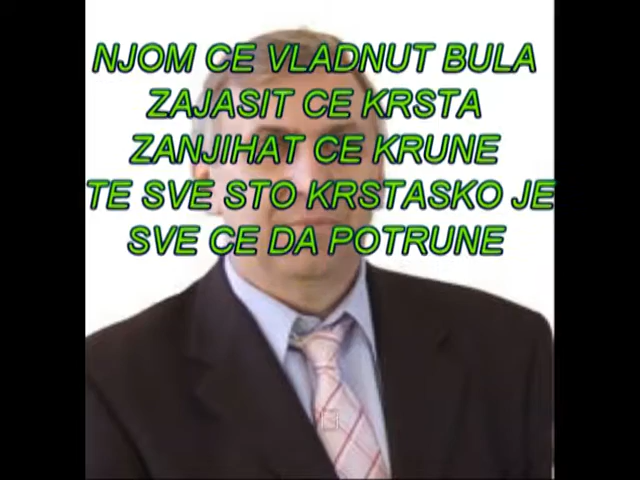 NJOM CE VLADNUT BULA
ZAJASIT CE KRSTA
ZANJIHAT CE KRUNE
TE SVE STO KRSTASKO JE
SVE CE DA POTRUNE